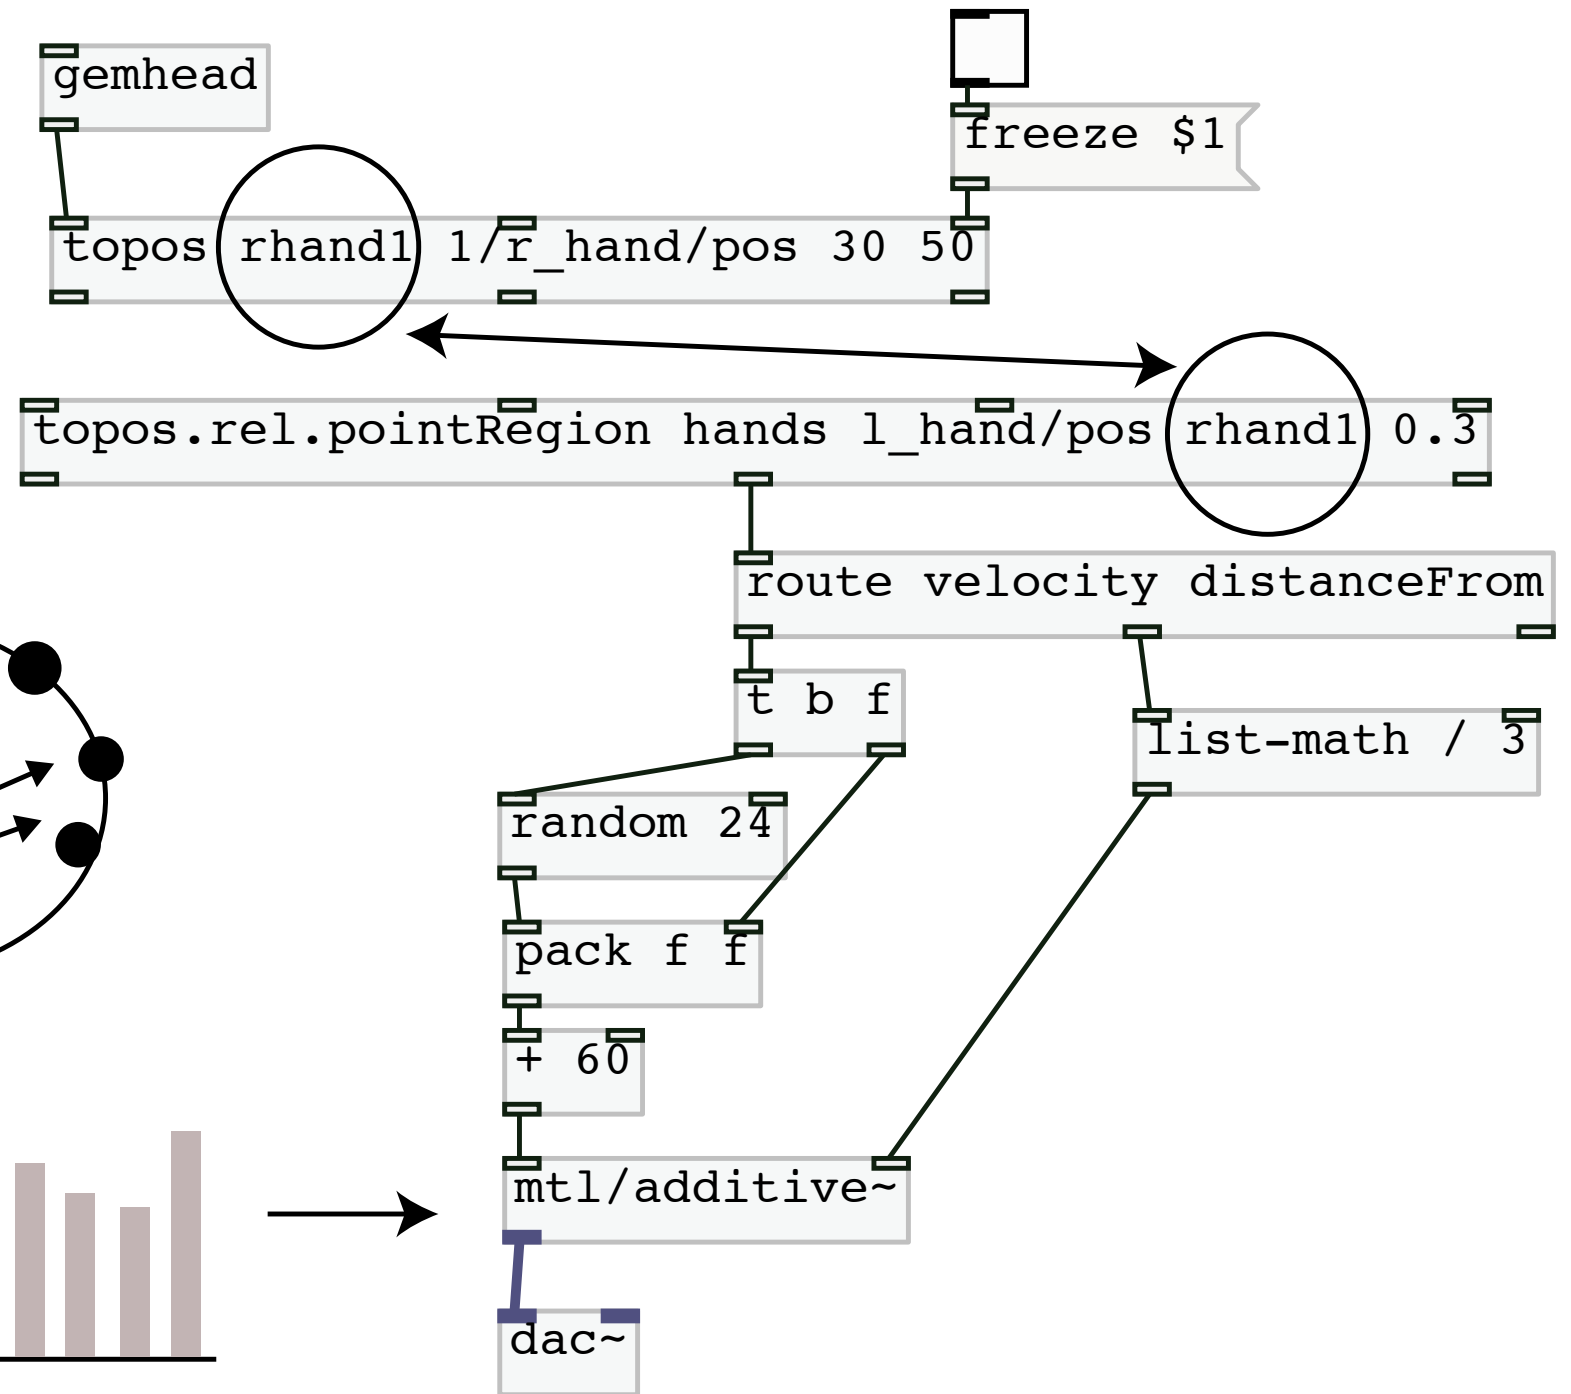 gemhead
freeze $1
topos rhand1 1/r_hand/pos 30 50
topos.rel.pointRegion hands l_hand/pos rhand1 0.3
route velocity distanceFrom
t b f
list-math / 3
random 24
pack f f
+ 60
mtl/additive~
dac~